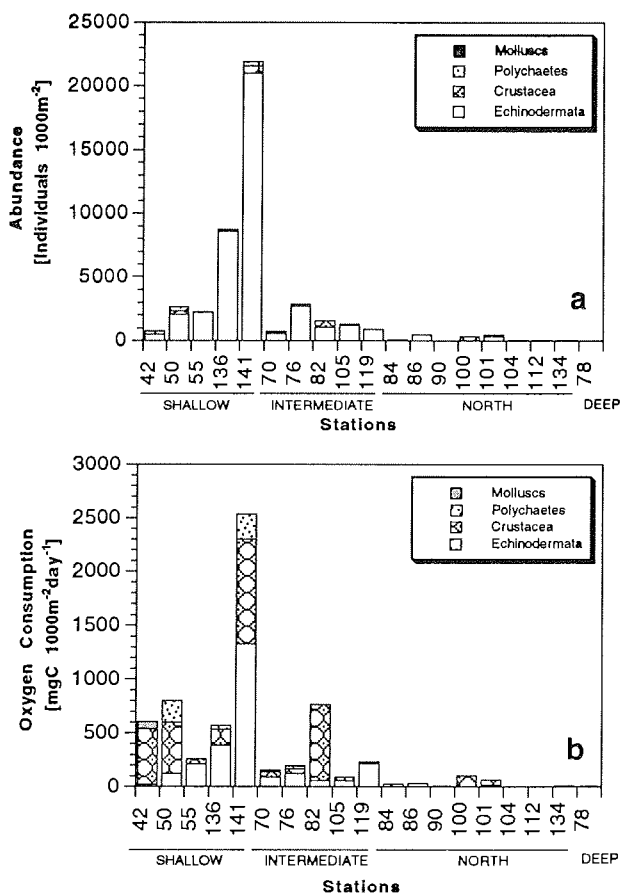 25000
20000
15000
10000
5000
0
Abundance
[Individuals 1000m⁻²]
Molluscs
Polychaetes
Crustacea
Echinodermata
a
42 50 55 136 141 70 76 82 105 119 84 86 90 100 101 104 112 134 78
SHALLOW INTERMEDIATE NORTH DEEP
Stations
3000
2500
2000
1500
1000
500
0
Oxygen Consumption
[mgC 1000m⁻²day⁻¹]
Molluscs
Polychaetes
Crustacea
Echinodermata
b
42 50 55 136 141 70 76 82 105 119 84 86 90 100 101 104 112 134 78
SHALLOW INTERMEDIATE NORTH DEEP
Stations